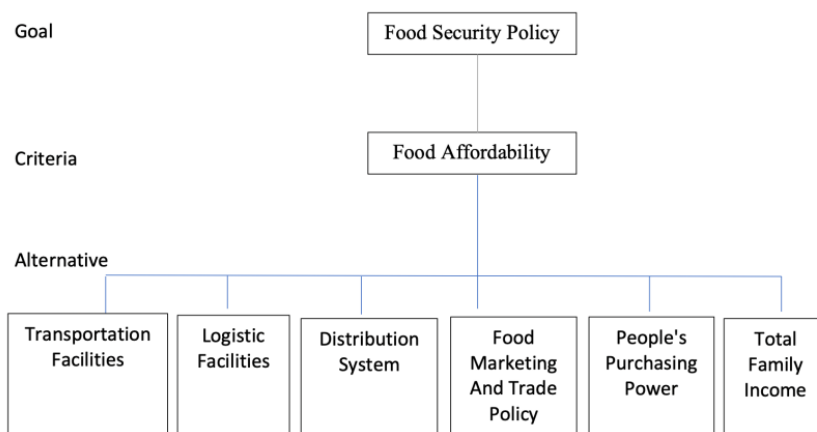 Goal
Food Security Policy
Criteria
Food Affordability
Alternative
Transportation
Facilities
Logistic
Facilities
Distribution
System
Food
Marketing
And Trade
Policy
People's
Purchasing
Power
Total
Family
Income